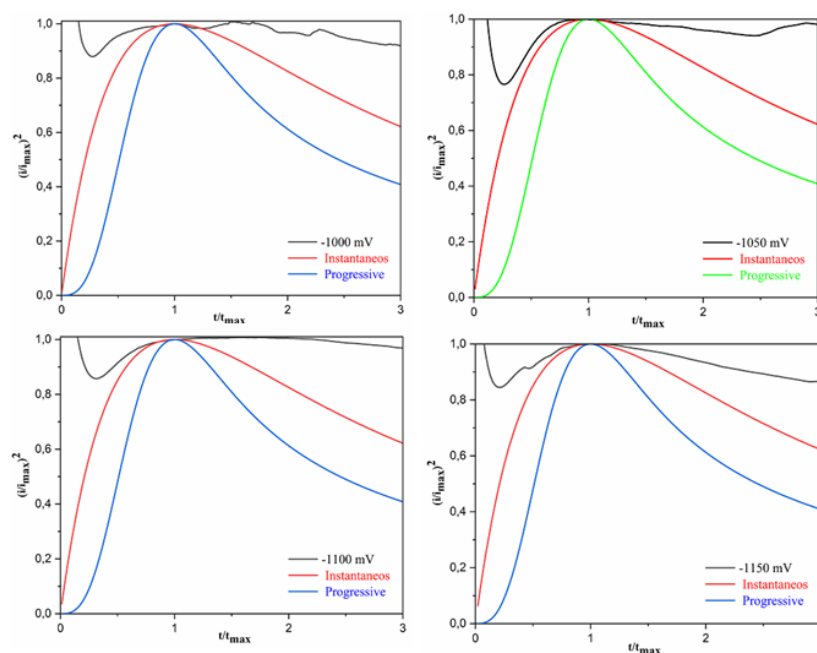 1,0
0,8
0,6
0,4
0,2
0,0
(i/i_max)^2
-1000 mV
Instantaneos
Progressive
0 1 2 3
t/t_max
1,0
0,8
0,6
0,4
0,2
0,0
(i/i_max)^2
-1050 mV
Instantaneos
Progressive
0 1 2 3
t/t_max
1,0
0,8
0,6
0,4
0,2
0,0
(i/i_max)^2
-1100 mV
Instantaneos
Progressive
0 1 2 3
t/t_max
1,0
0,8
0,6
0,4
0,2
0,0
(i/i_max)^2
-1150 mV
Instantaneos
Progressive
0 1 2
t/t_max